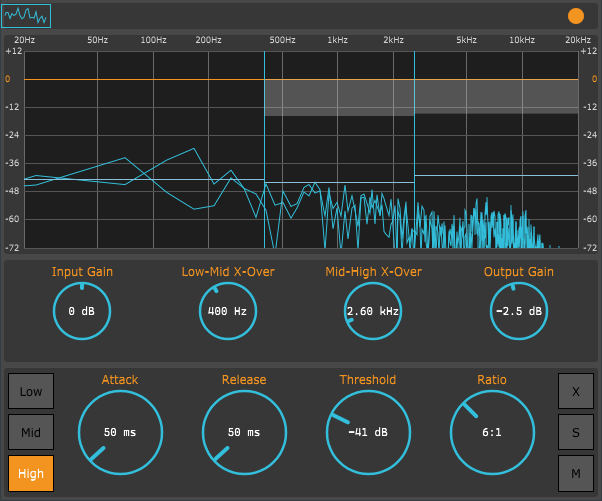 20Hz 50Hz 100Hz 200Hz 500Hz 1kHz 2kHz 5kHz 10kHz 20kHz
+12 +12
0 0
-12 -12
-24 -24
-36 -36
-48 -48
-60 -60
-72 -72
Input Gain Low-Mid X-Over Mid-High X-Over Output Gain
0 dB 400 Hz 2.60 kHz -2.5 dB
Low Attack Release Threshold Ratio X
Mid 50 ms 50 ms -41 dB 6:1 S
High M